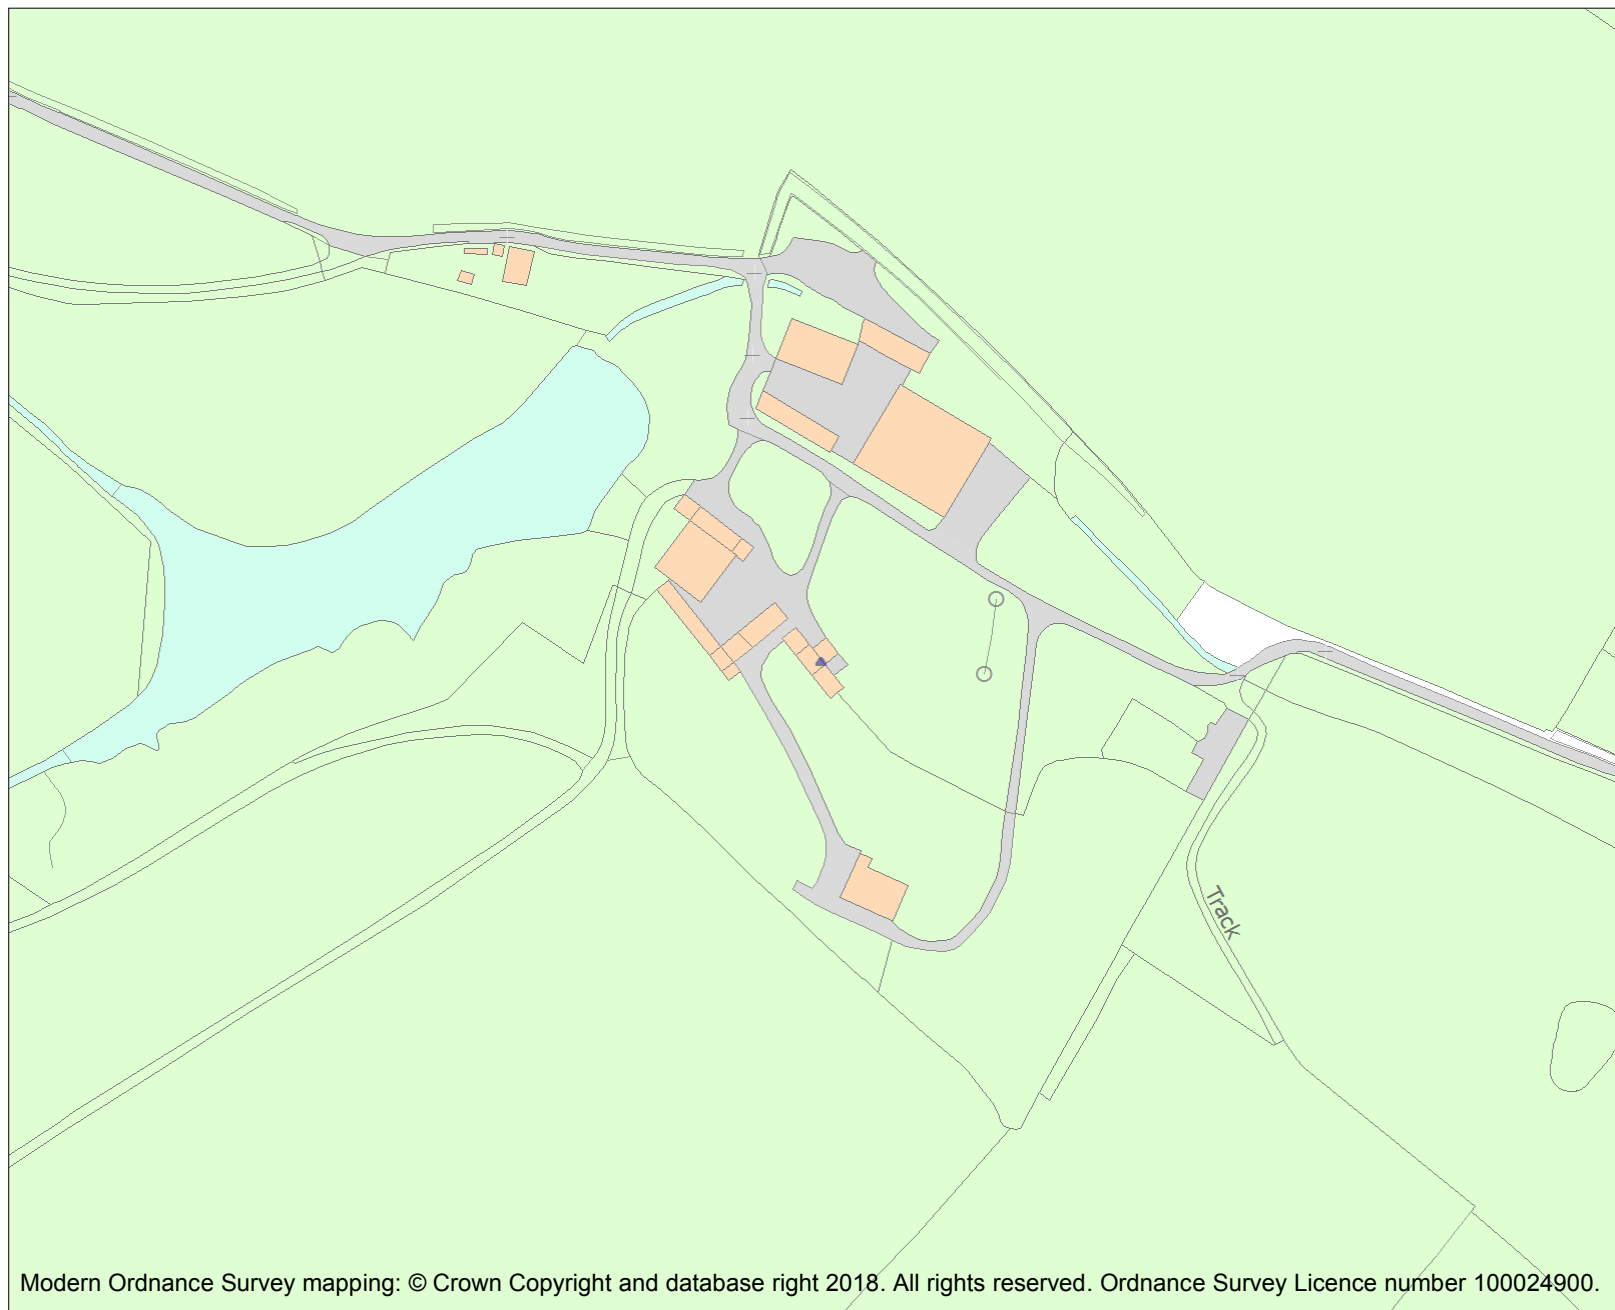 Track
Modern Ordnance Survey mapping: © Crown Copyright and database right 2018. All rights reserved. Ordnance Survey Licence number 100024900.